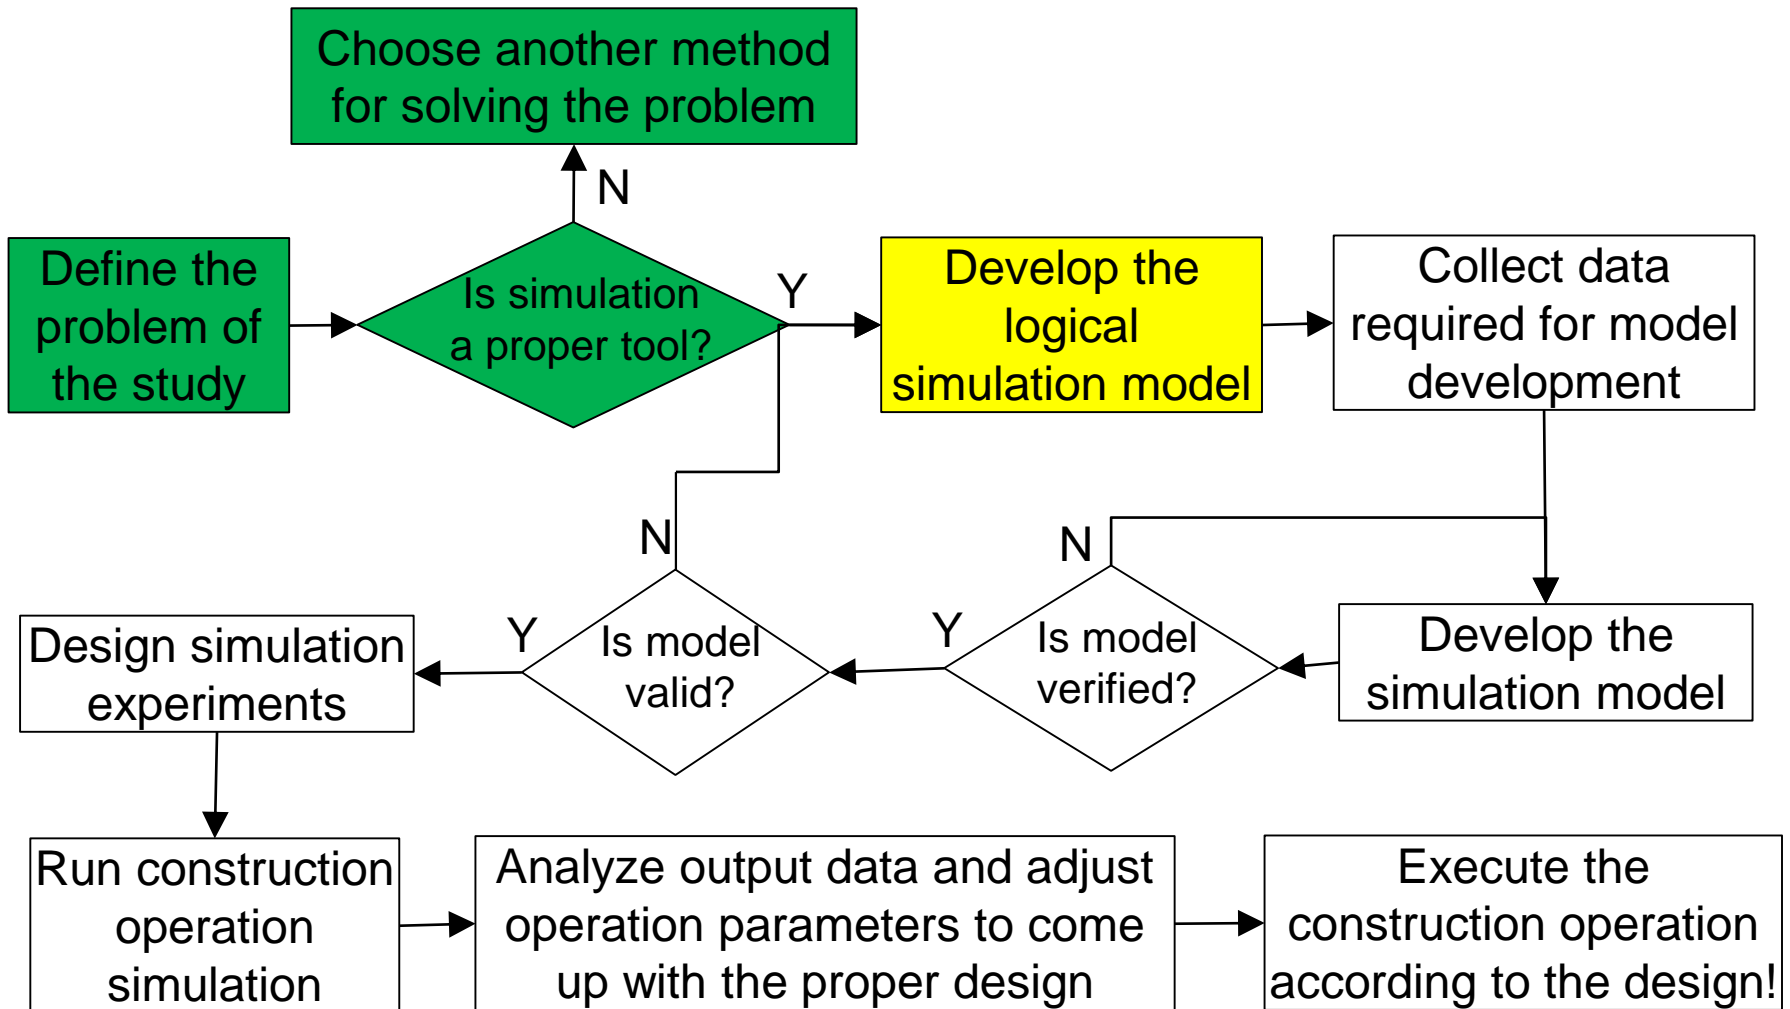 Choose another method
for solving the problem
N
Define the
problem of
the study
Is simulation
a proper tool?
Y
Develop the
logical
simulation model
Collect data
required for model
development
N
N
Design simulation
experiments
Y
Is model
valid?
Y
Is model
verified?
Develop the
simulation model
Run construction
operation
simulation
Analyze output data and adjust
operation parameters to come
up with the proper design
Execute the
construction operation
according to the design!